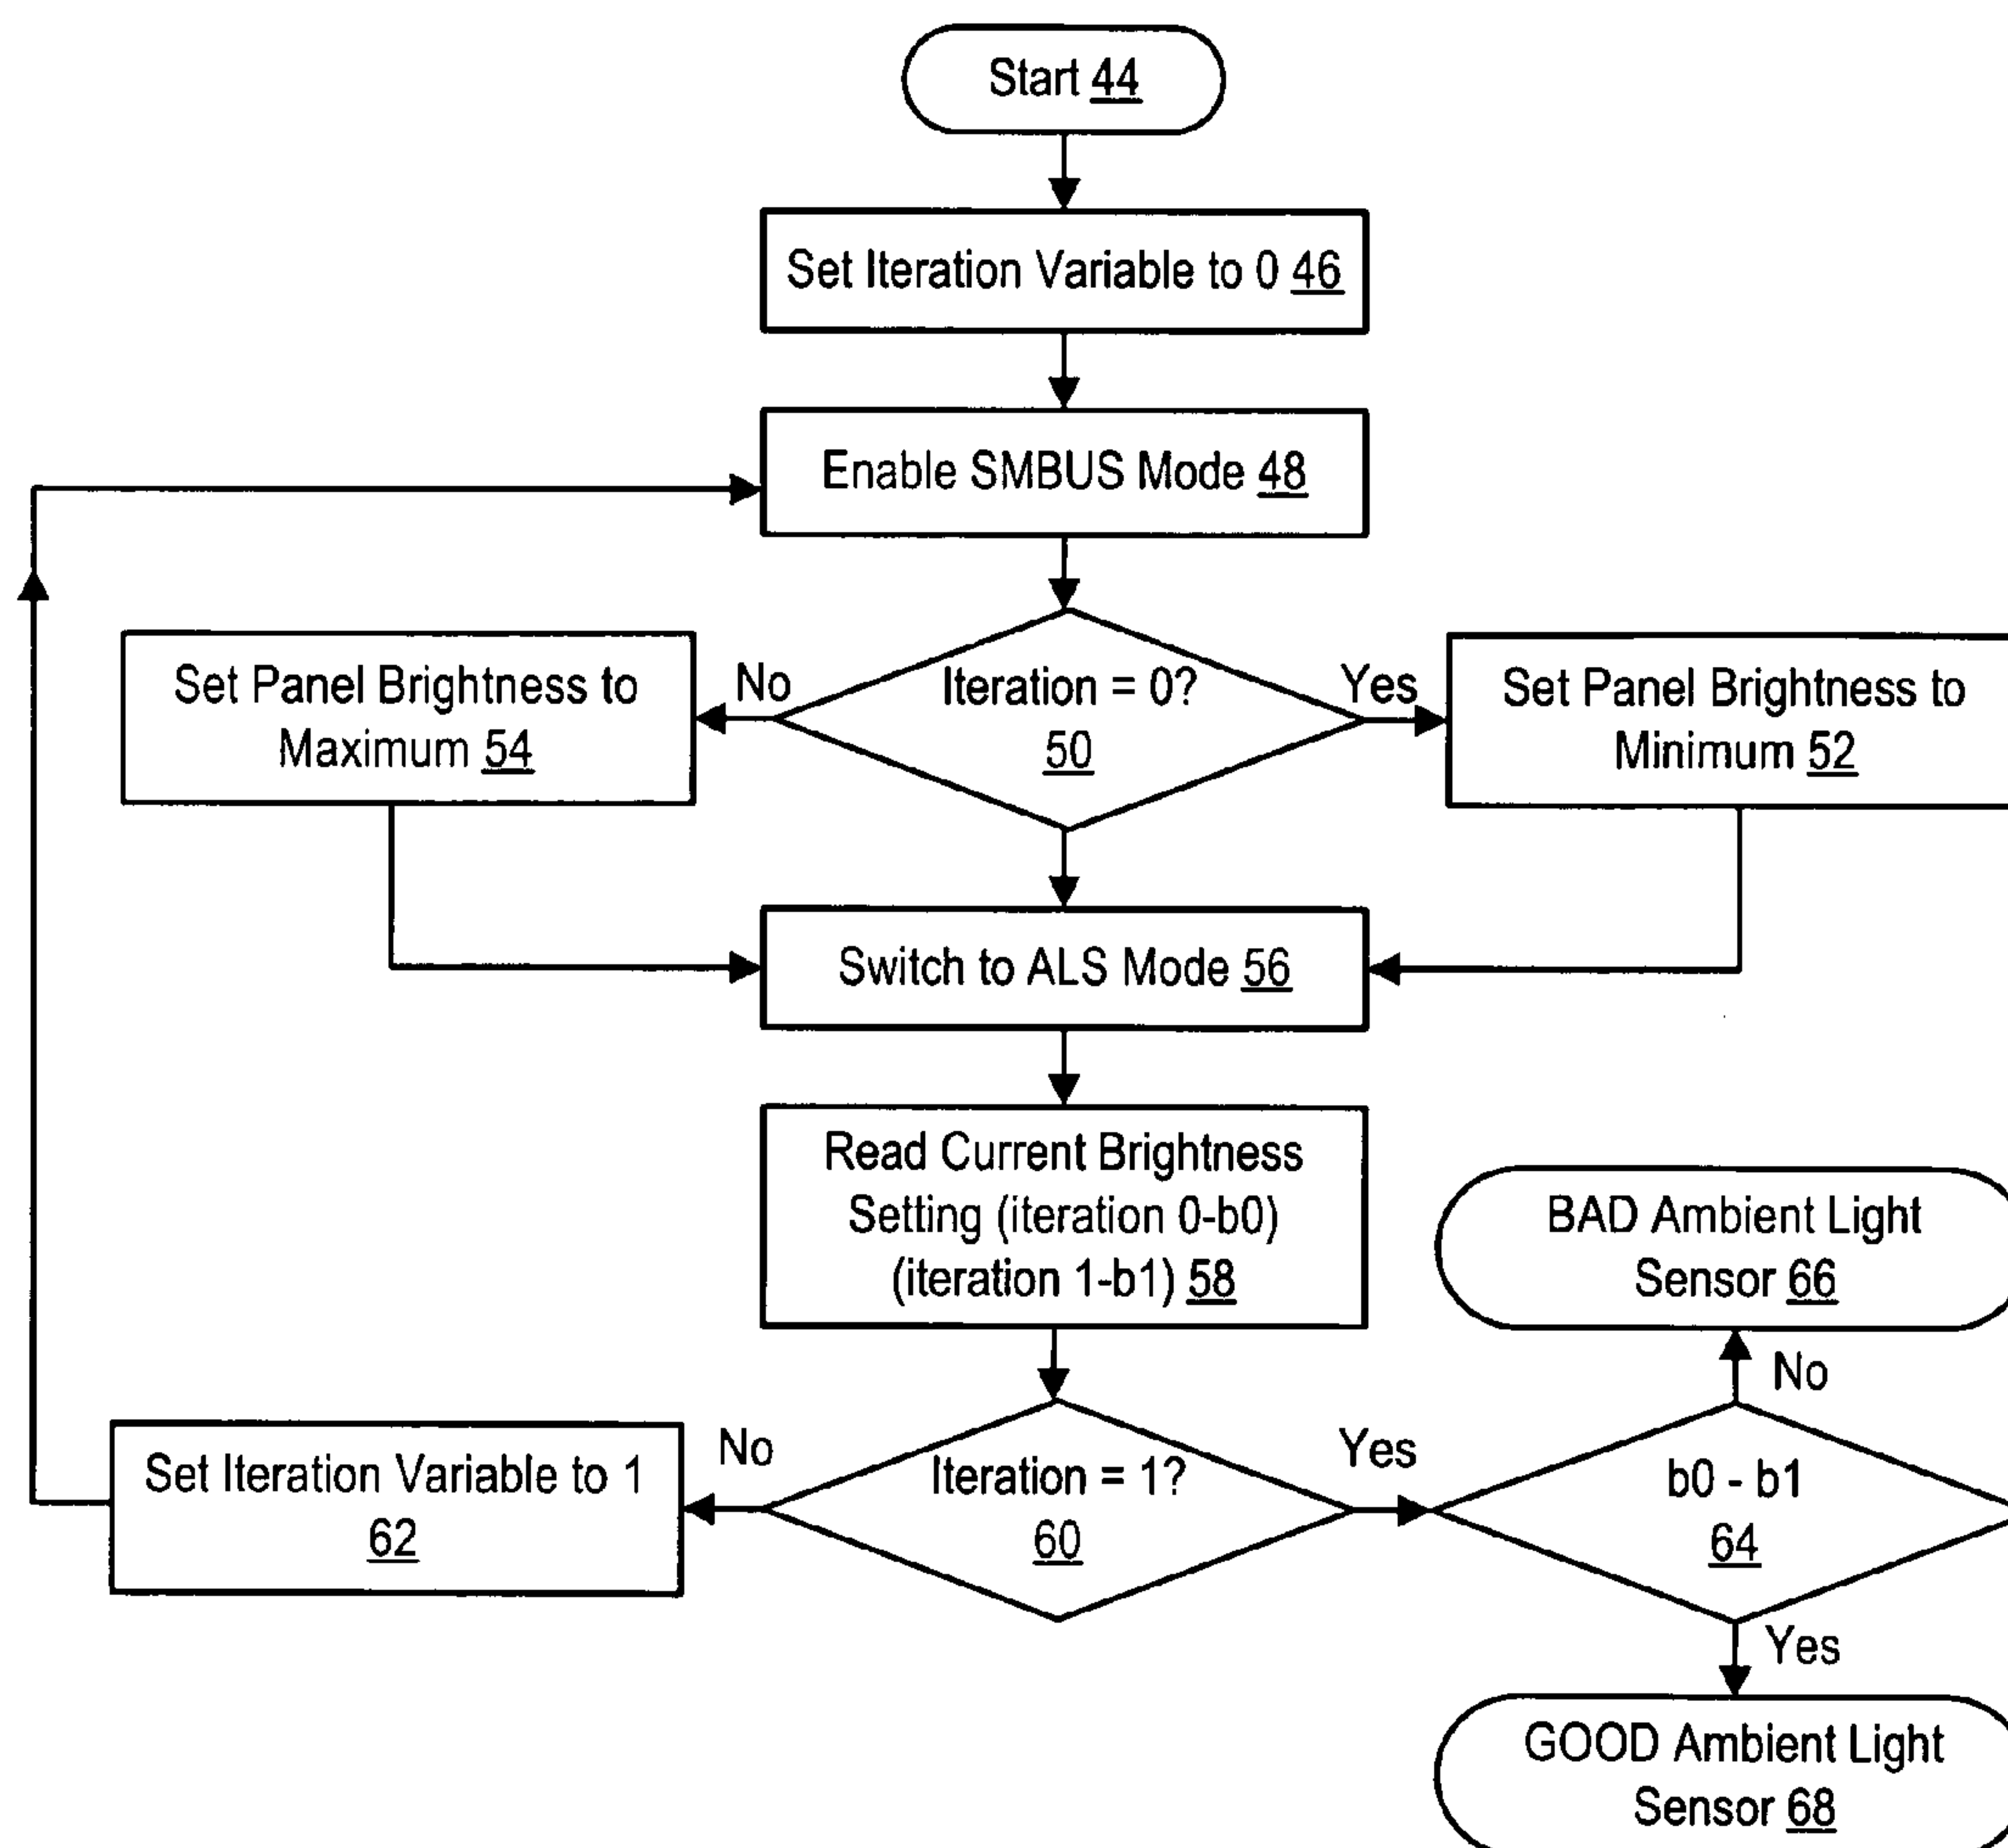 Start 44
Set Iteration Variable to 0 46
Enable SMBUS Mode 48
Set Panel Brightness to
Maximum 54
No
Iteration = 0?
50
Yes
Set Panel Brightness to
Minimum 52
Switch to ALS Mode 56
Read Current Brightness
Setting (iteration 0-b0)
(iteration 1-b1) 58
BAD Ambient Light
Sensor 66
No
Set Iteration Variable to 1
62
No
Iteration = 1?
60
Yes
b0 - b1
64
Yes
GOOD Ambient Light
Sensor 68